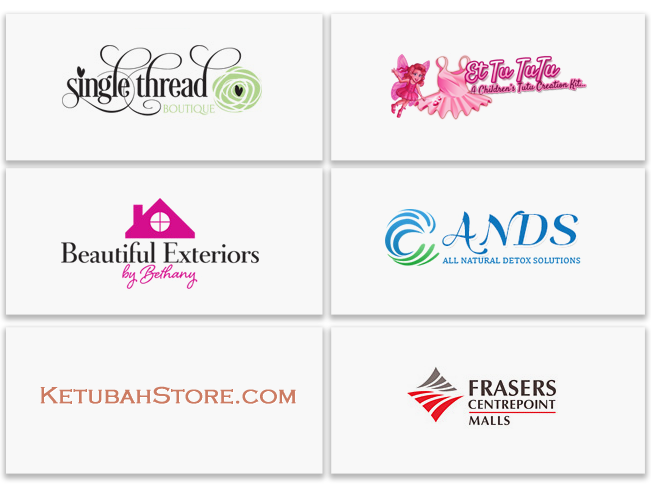 single thread
BOUTIQUE
Et Tu TuTu
A Children's Tutu Creation Kit...
Beautiful Exteriors
by Bethany
ANDS
ALL NATURAL DETOX SOLUTIONS
KETUBAHSTORE.COM
FRASERS
CENTREPOINT
MALLS